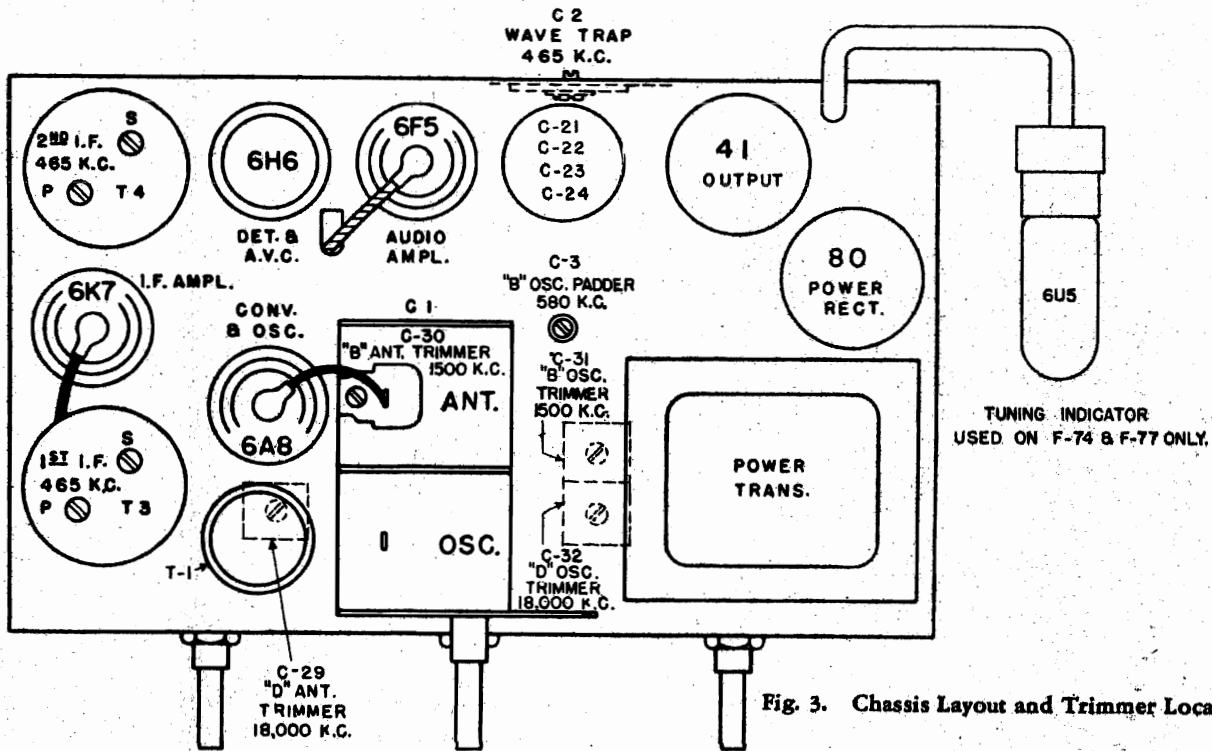 C 2
WAVE TRAP
465 K.C.
2ND I.F.
465 K.C.
S
P
T 4
6H6
DET. &
A.V.C.
6F5
AUDIO
AMPL.
C-21
C-22
C-23
C-24
41
OUTPUT
80
POWER
RECT.
6U5
TUNING INDICATOR
USED ON F-74 & F-77 ONLY.
6K7
I.F. AMPL.
CONV.
& OSC.
6A8
C 1
C-30
"B" ANT. TRIMMER
1500 K.C.
ANT.
OSC.
C-3
"B" OSC. PADDER
580 K.C.
C-31
"B" OSC.
TRIMMER
1500 K.C.
C-32
"D" OSC.
TRIMMER
18,000 K.C.
POWER
TRANS.
1ST I.F.
465 K.C.
S
P
T 3
T-1
C-29
"D" ANT.
TRIMMER
18,000 K.C.
Fig. 3. Chassis Layout and Trimmer Loca